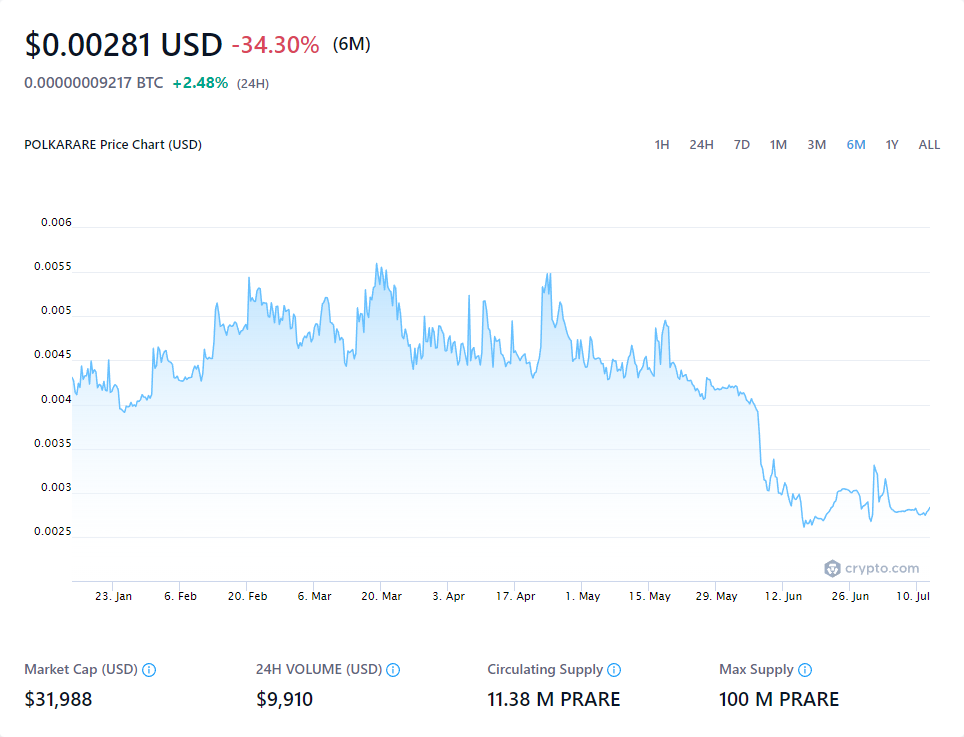 $0.00281 USD -34.30% (6M)
0.00000009217 BTC +2.48% (24H)
POLKARARE Price Chart (USD) 1H 24H 7D 1M 3M 6M 1Y ALL
0.006
0.0055
0.005
0.0045
0.004
0.0035
0.003
0.0025
crypto.com
23. Jan 6. Feb 20. Feb 6. Mar 20. Mar 3. Apr 17. Apr 1. May 15. May 29. May 12. Jun 26. Jun 10. Jul
Market Cap (USD) 24H VOLUME (USD) Circulating Supply Max Supply
$31,988 $9,910 11.38 M PRARE 100 M PRARE